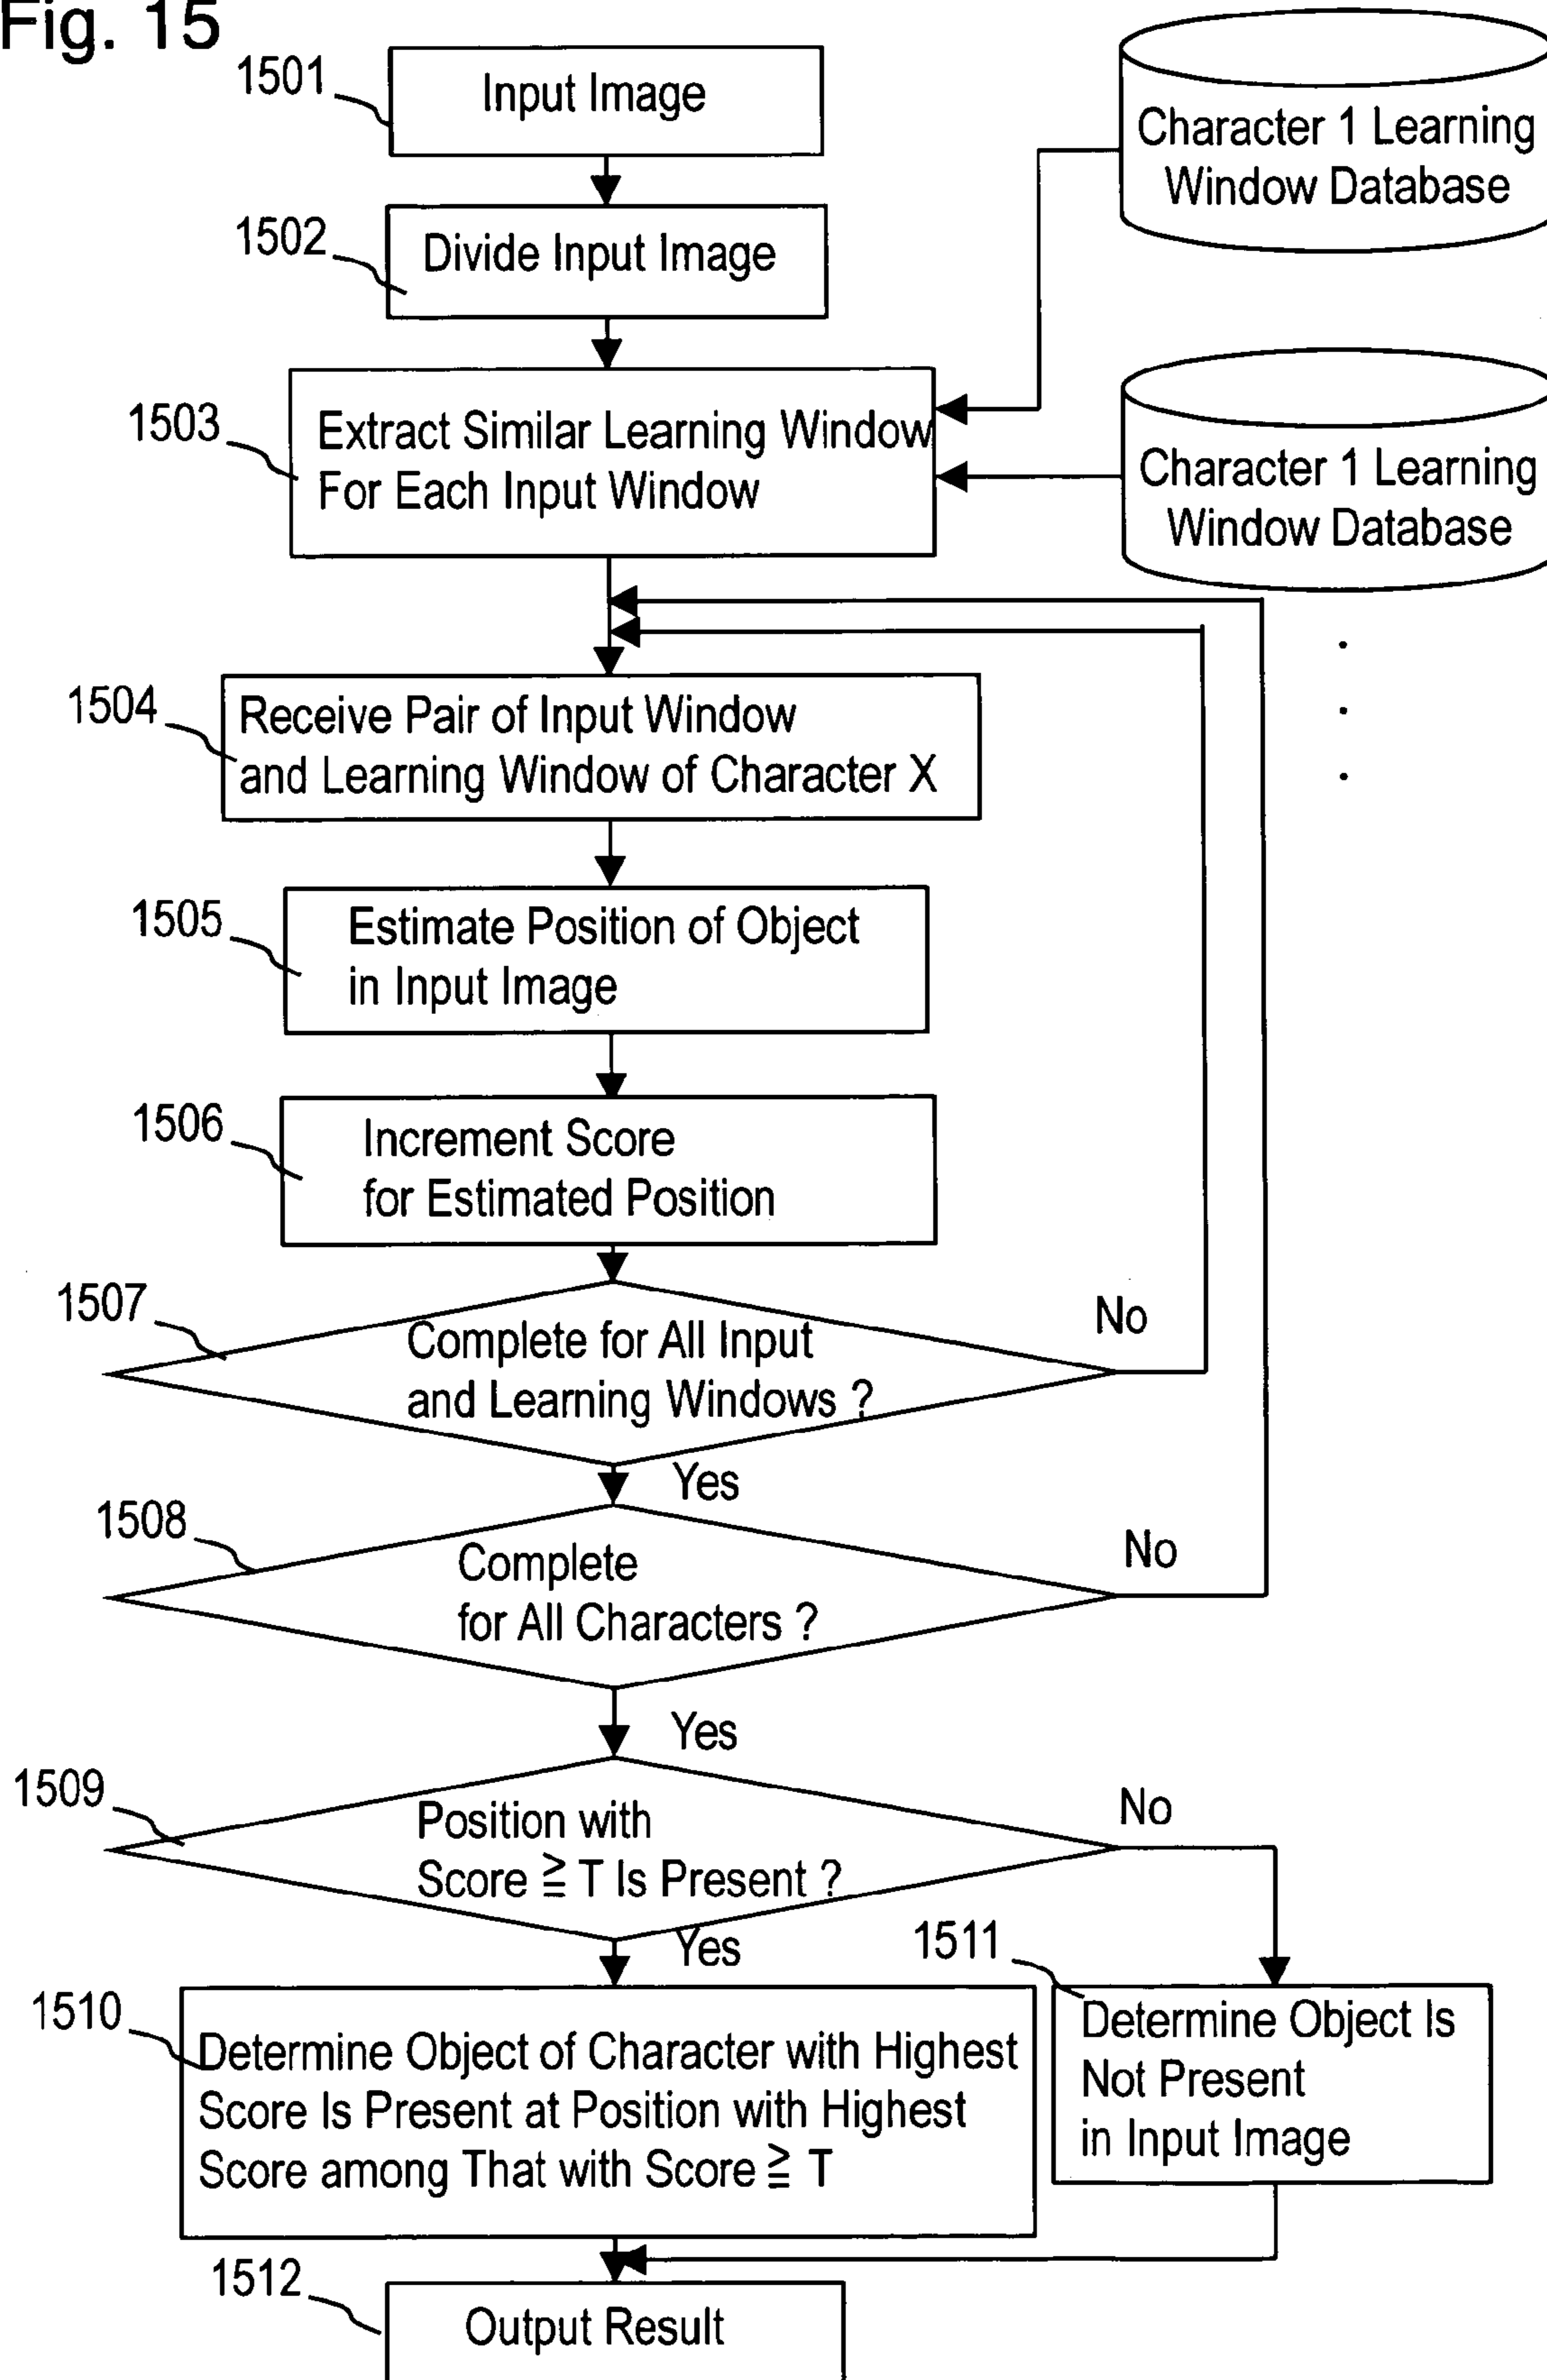 Fig. 15
1501
Input Image
Character 1 Learning
Window Database
1502
Divide Input Image
1503
Extract Similar Learning Window
For Each Input Window
Character 1 Learning
Window Database
1504
Receive Pair of Input Window
and Learning Window of Character X
1505
Estimate Position of Object
in Input Image
1506
Increment Score
for Estimated Position
1507
Complete for All Input
and Learning Windows ?
No
Yes
1508
Complete
for All Characters ?
No
Yes
1509
Position with
Score ≧ T Is Present ?
No
Yes
1510
Determine Object of Character with Highest
Score Is Present at Position with Highest
Score among That with Score ≧ T
1511
Determine Object Is
Not Present
in Input Image
1512
Output Result